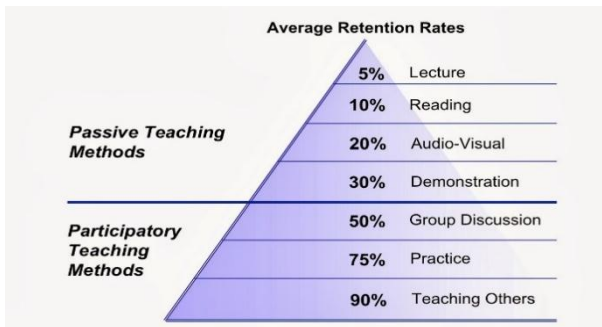 Average Retention Rates
5% Lecture
10% Reading
Passive Teaching
Methods
20% Audio-Visual
30% Demonstration
Participatory
Teaching
Methods
50% Group Discussion
75% Practice
90% Teaching Others